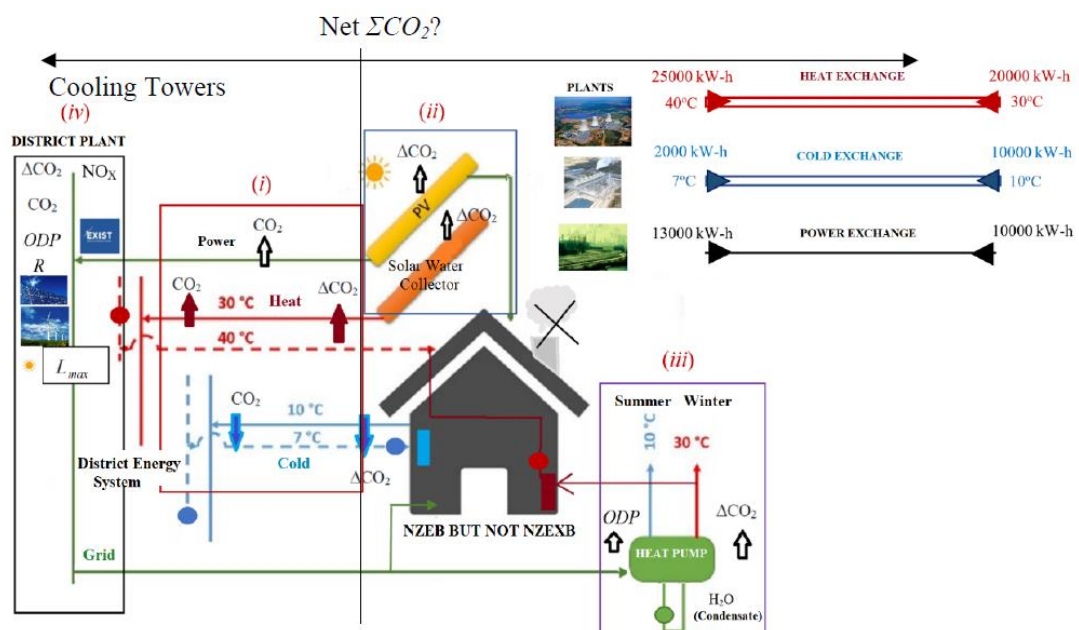 Net ΣCO₂?
Cooling Towers
(iv)
DISTRICT PLANT
ΔCO₂ NOX
CO₂
ODP
R
EXIST
Lmax
(i)
CO₂
Power
CO₂
ΔCO₂
30 °C
Heat
40 °C
CO₂
10 °C
7 °C
Cold
ΔCO₂
District Energy
System
Grid
(ii)
ΔCO₂
PV
ΔCO₂
Solar Water
Collector
NZEB BUT NOT NZEXB
(iii)
Summer Winter
10 °C
30 °C
ODP
ΔCO₂
HEAT PUMP
H₂O
(Condensate)
PLANTS
25000 kW-h HEAT EXCHANGE 20000 kW-h
40°C 30°C
2000 kW-h COLD EXCHANGE 10000 kW-h
7°C 10°C
13000 kW-h POWER EXCHANGE 10000 kW-h